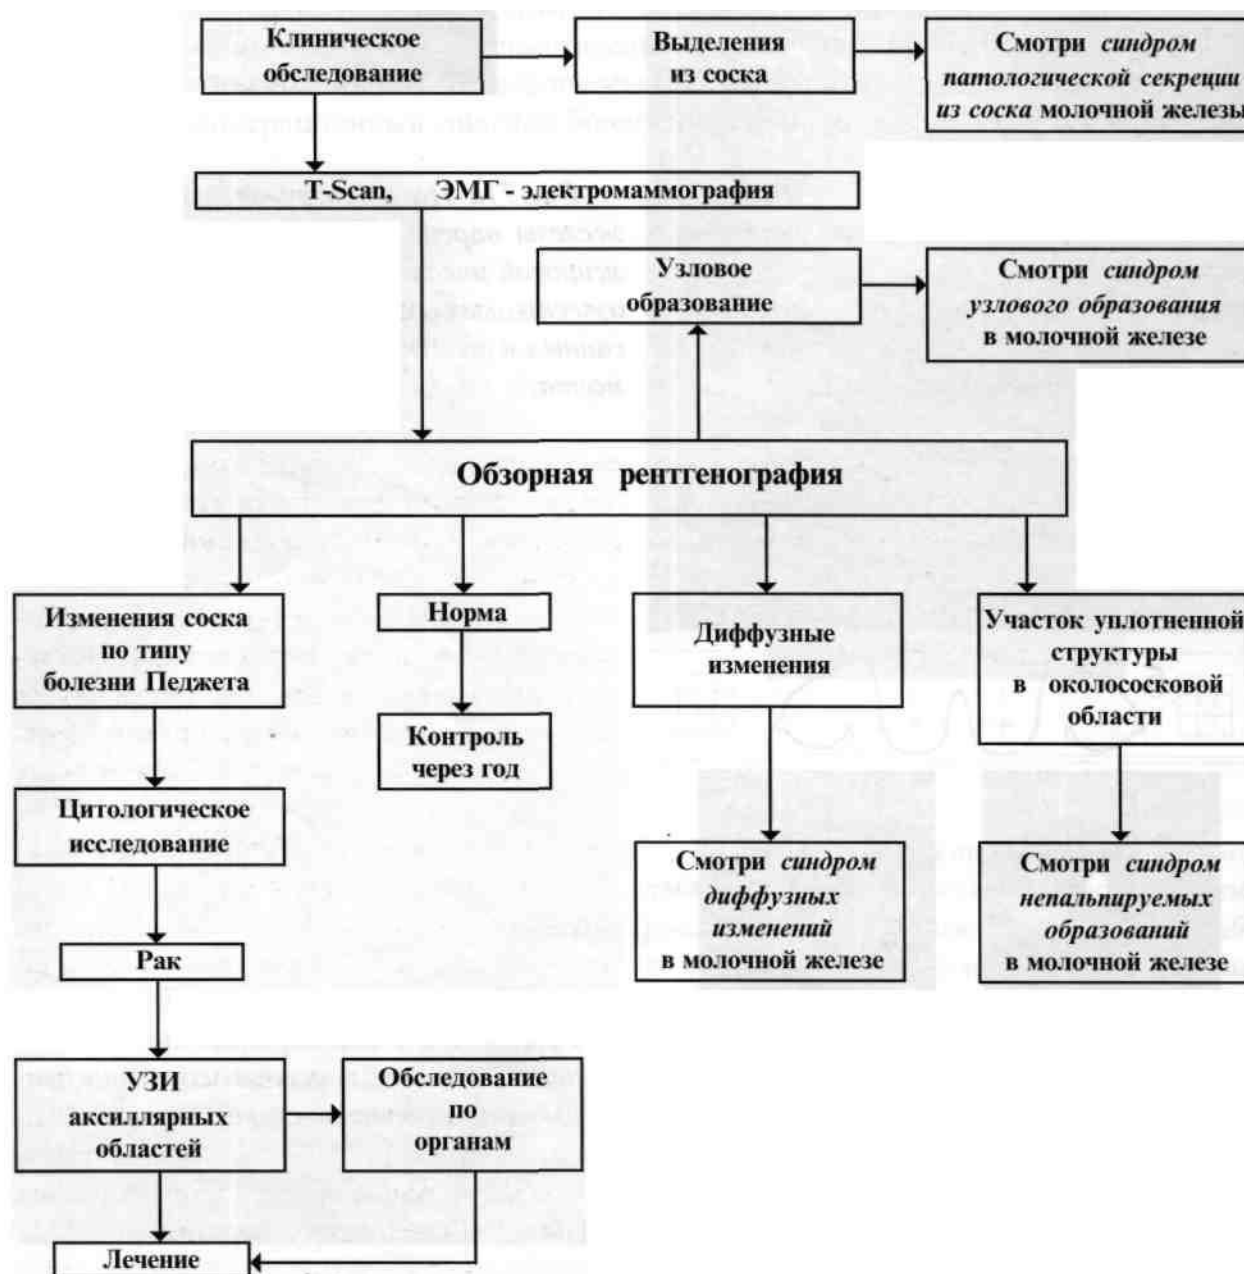 Клиническое
обследование
Выделения
из соска
Смотри синдром
патологической секреции
из соска молочной железы
T-Scan, ЭМГ - электромаммография
Узловое
образование
Смотри синдром
узлового образования
в молочной железе
Обзорная рентгенография
Изменения соска
по типу
болезни Педжета
Норма
Диффузные
изменения
Участок уплотненной
структуры
в околососковой
области
Контроль
через год
Цитологическое
исследование
Смотри синдром
диффузных
изменений
в молочной железе
Смотри синдром
непальпируемых
образований
в молочной железе
Рак
УЗИ
аксиллярных
областей
Обследование
по
органам
Лечение